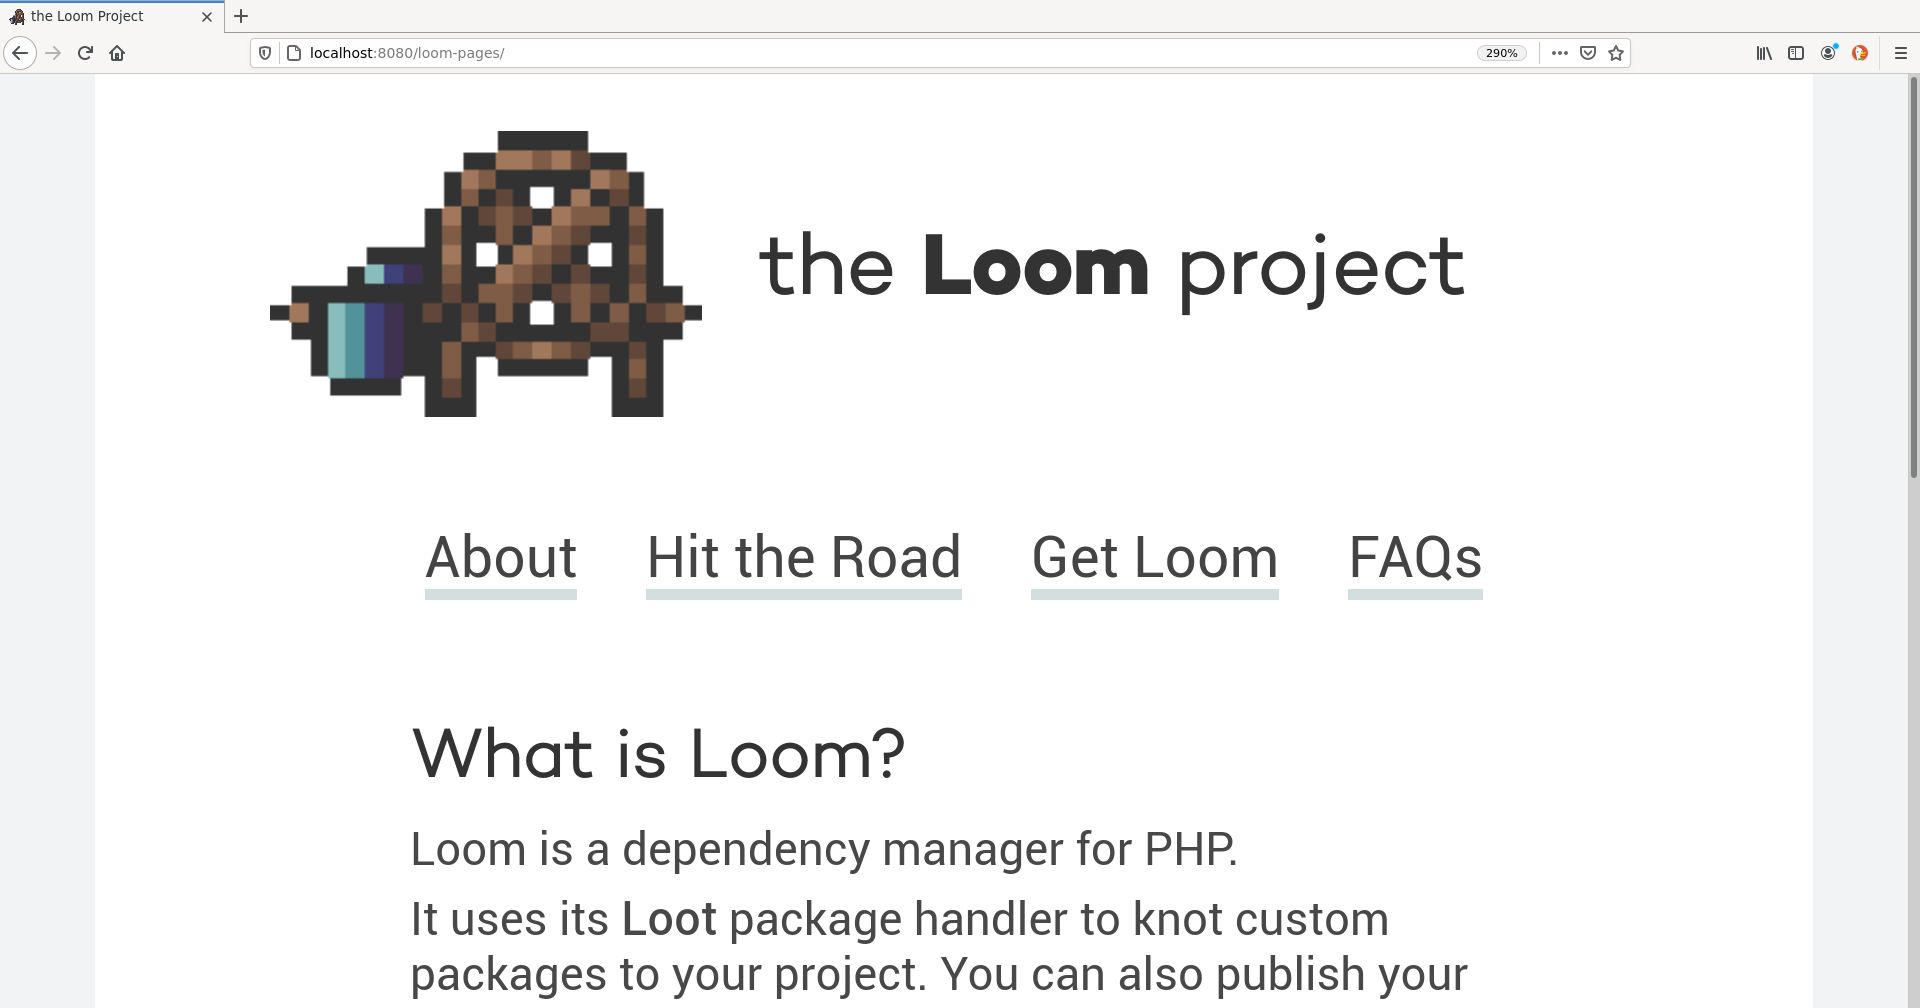 the Loom Project
localhost:8080/loom-pages/
290%
the Loom project
About Hit the Road Get Loom FAQs
What is Loom?
Loom is a dependency manager for PHP.
It uses its Loot package handler to knot custom
packages to your project. You can also publish your